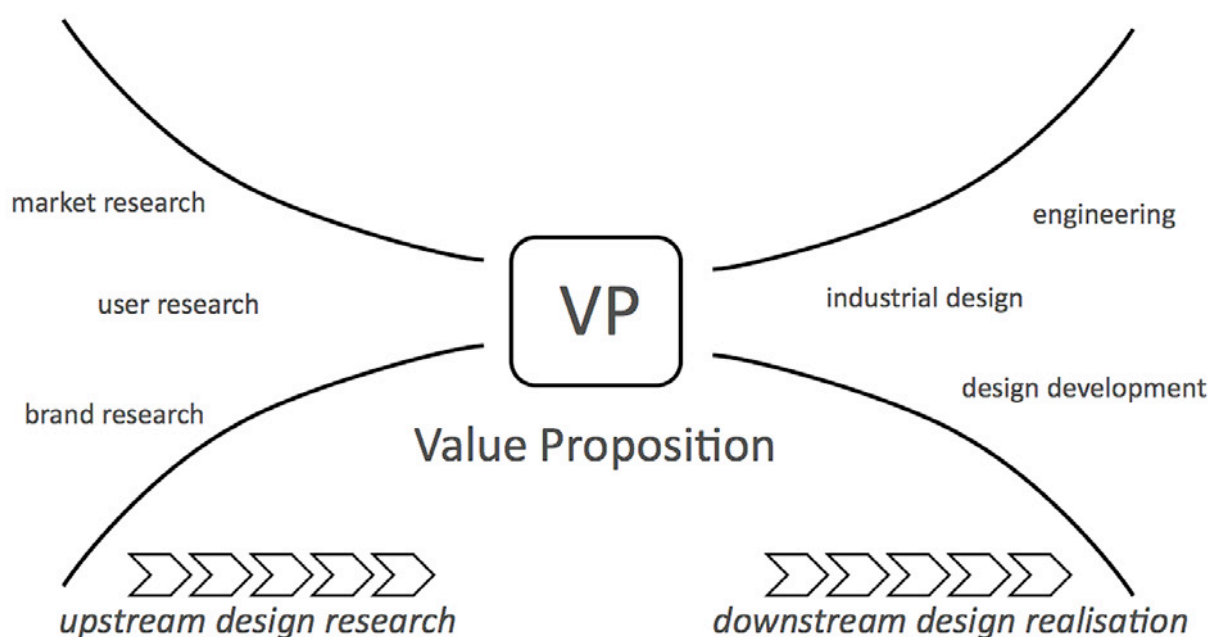 market research
engineering
user research
VP
industrial design
brand research
design development
Value Proposition
upstream design research
downstream design realisation